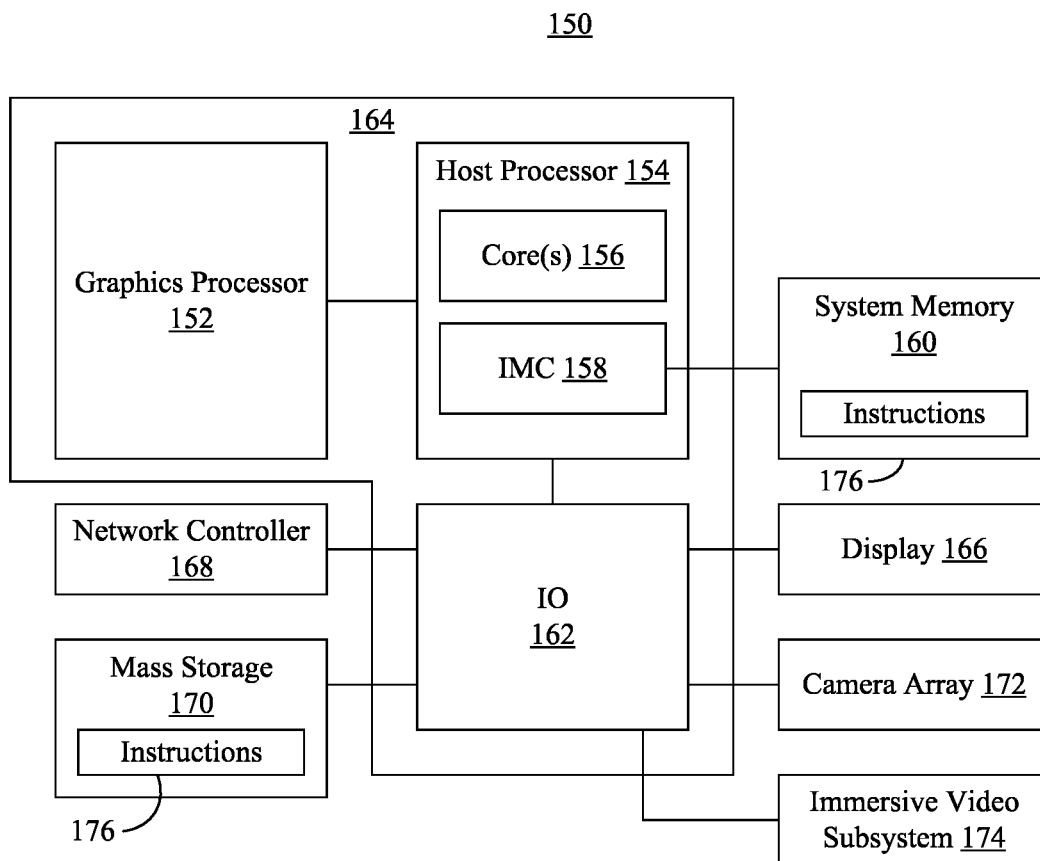 150
164
Graphics Processor
152
Host Processor 154
Core(s) 156
IMC 158
System Memory
160
Instructions
176
Network Controller
168
IO
162
Display 166
Mass Storage
170
Instructions
176
Camera Array 172
Immersive Video
Subsystem 174